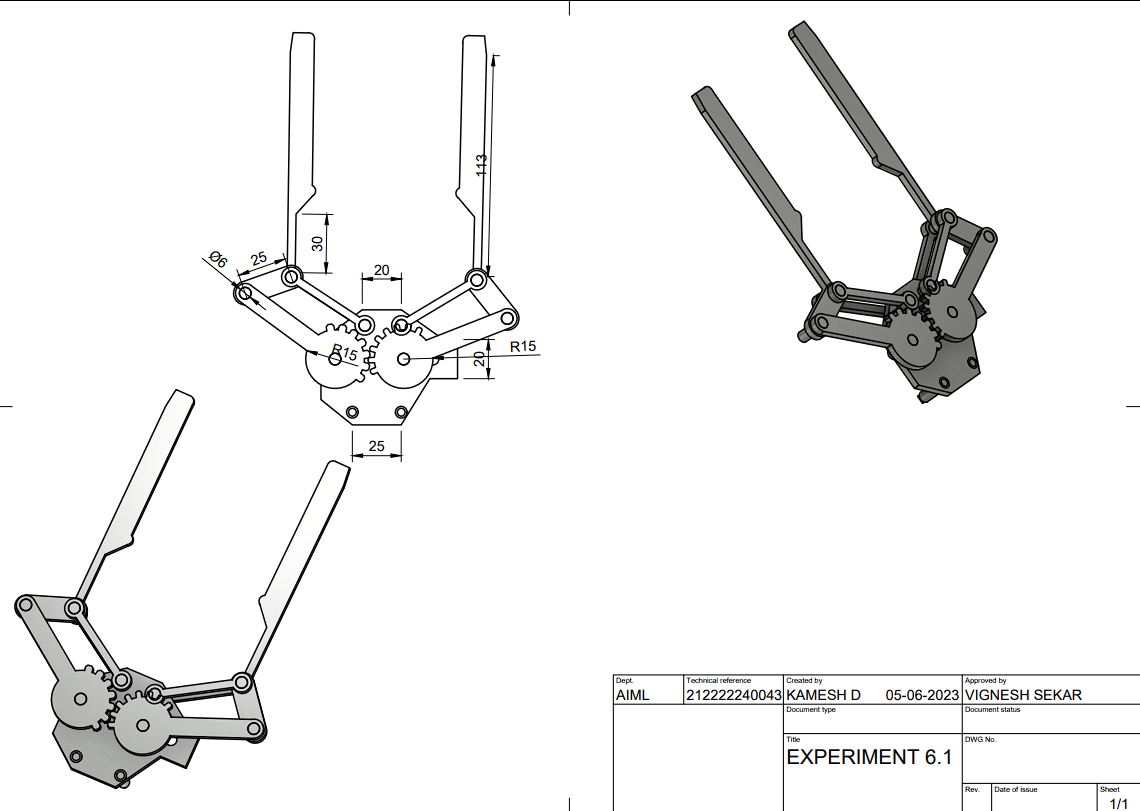 113
30
Ø6
25
20
R15
R15
20
25
Dept.
Technical reference
Created by
Approved by
AIML
212222240043
KAMESH D 05-06-2023
VIGNESH SEKAR
Document type
Document status
Title
DWG No.
EXPERIMENT 6.1
Rev.
Date of issue
Sheet
1/1